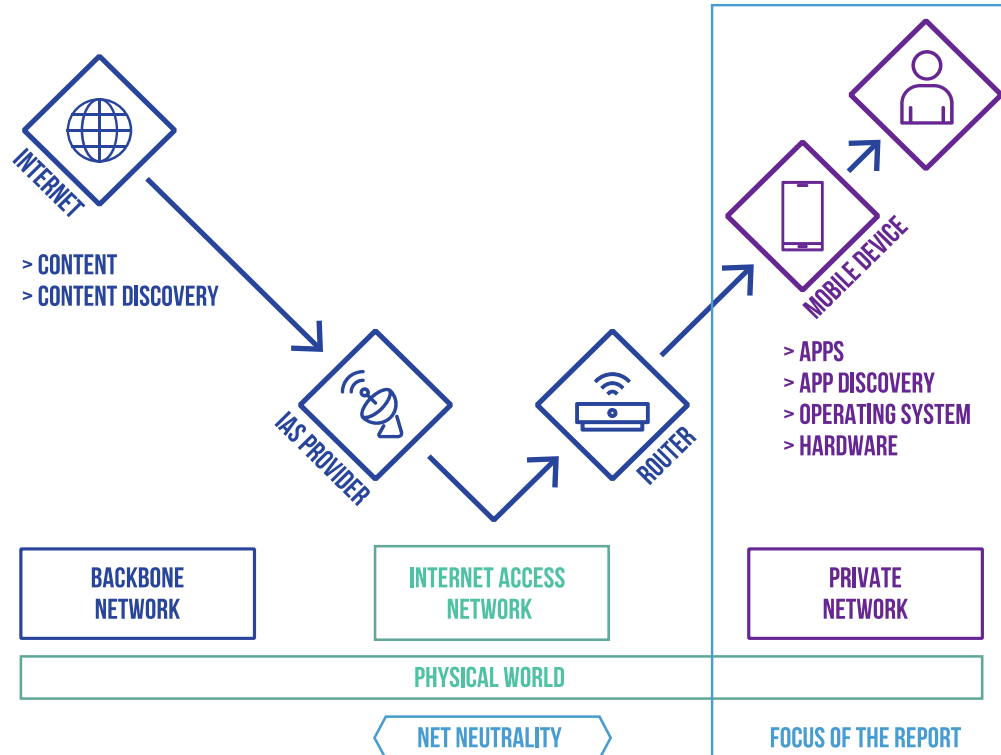 INTERNET
> CONTENT
> CONTENT DISCOVERY
IAS PROVIDER
ROUTER
MOBILE DEVICE
> APPS
> APP DISCOVERY
> OPERATING SYSTEM
> HARDWARE
BACKBONE
NETWORK
INTERNET ACCESS
NETWORK
PRIVATE
NETWORK
PHYSICAL WORLD
NET NEUTRALITY
FOCUS OF THE REPORT